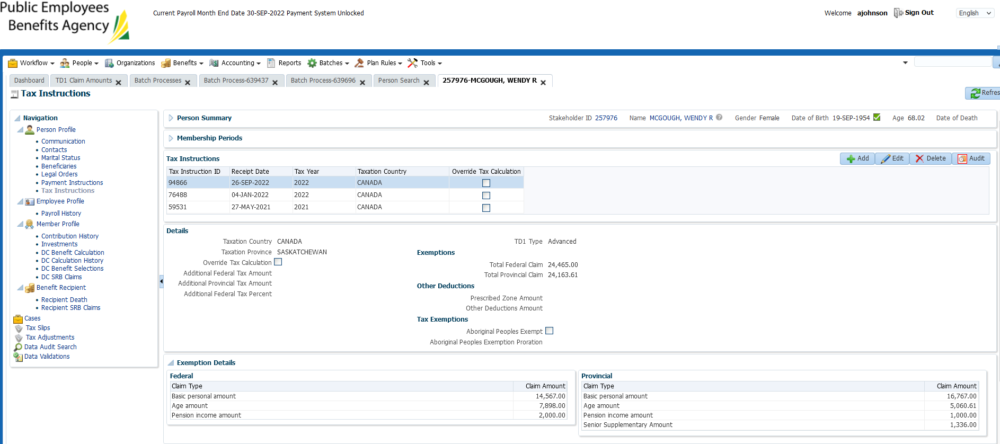 Public Employees
Benefits Agency
Current Payroll Month End Date 30-SEP-2022 Payment System Unlocked
Welcome ajohnson Sign Out English
Workflow People Organizations Benefits Accounting Reports Batches Plan Rules Tools
Dashboard TD1 Claim Amounts Batch Processes Batch Process-639437 Batch Process-639696 Person Search 257976-MCGOUGH, WENDY R
Tax Instructions
Refres
Navigation
Person Profile
Communication
Contacts
Marital Status
Beneficiaries
Legal Orders
Payment Instructions
Tax Instructions
Employee Profile
Payroll History
Member Profile
Contribution History
Investments
DC Benefit Calculation
DC Calculation History
DC Benefit Selections
DC SRB Claims
Benefit Recipient
Recipient Death
Recipient SRB Claims
Cases
Tax Slips
Tax Adjustments
Data Audit Search
Data Validations
Person Summary Stakeholder ID 257976 Name MCGOUGH, WENDY R Gender Female Date of Birth 19-SEP-1954 Age 68.02 Date of Death
Membership Periods
Tax Instructions Add Edit Delete Audit
Tax Instruction ID Receipt Date Tax Year Taxation Country Override Tax Calculation
94866 26-SEP-2022 2022 CANADA
76488 04-JAN-2022 2022 CANADA
59531 27-MAY-2021 2021 CANADA
Details
Taxation Country CANADA
Taxation Province SASKATCHEWAN
Override Tax Calculation
Additional Federal Tax Amount
Additional Provincial Tax Amount
Additional Federal Tax Percent
TD1 Type Advanced
Exemptions
Total Federal Claim 24,465.00
Total Provincial Claim 24,163.61
Other Deductions
Prescribed Zone Amount
Other Deductions Amount
Tax Exemptions
Aboriginal Peoples Exempt
Aboriginal Peoples Exemption Proration
Exemption Details
Federal
Claim Type Claim Amount
Basic personal amount 14,567.00
Age amount 7,898.00
Pension income amount 2,000.00
Provincial
Claim Type Claim Amount
Basic personal amount 16,767.00
Age amount 5,060.61
Pension income amount 1,000.00
Senior Supplementary Amount 1,336.00